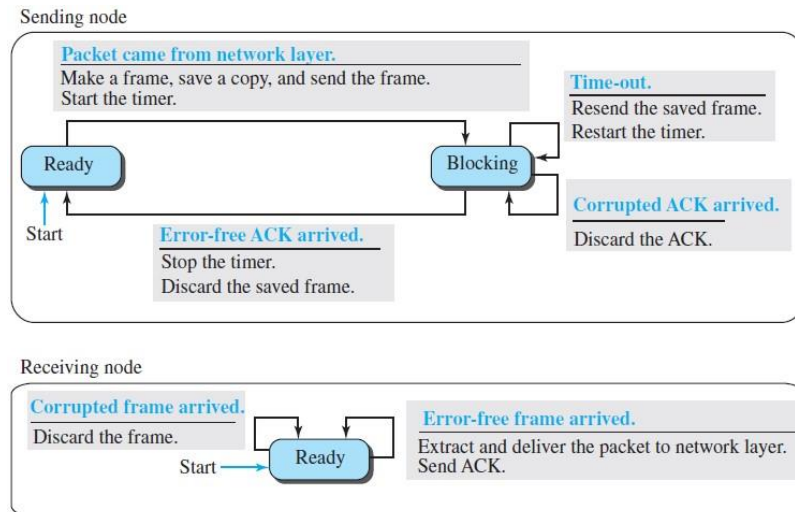 Sending node
Packet came from network layer.
Make a frame, save a copy, and send the frame.
Start the timer.
Time-out.
Resend the saved frame.
Restart the timer.
Ready
Blocking
Start
Error-free ACK arrived.
Stop the timer.
Discard the saved frame.
Corrupted ACK arrived.
Discard the ACK.
Receiving node
Corrupted frame arrived.
Discard the frame.
Start
Ready
Error-free frame arrived.
Extract and deliver the packet to network layer.
Send ACK.